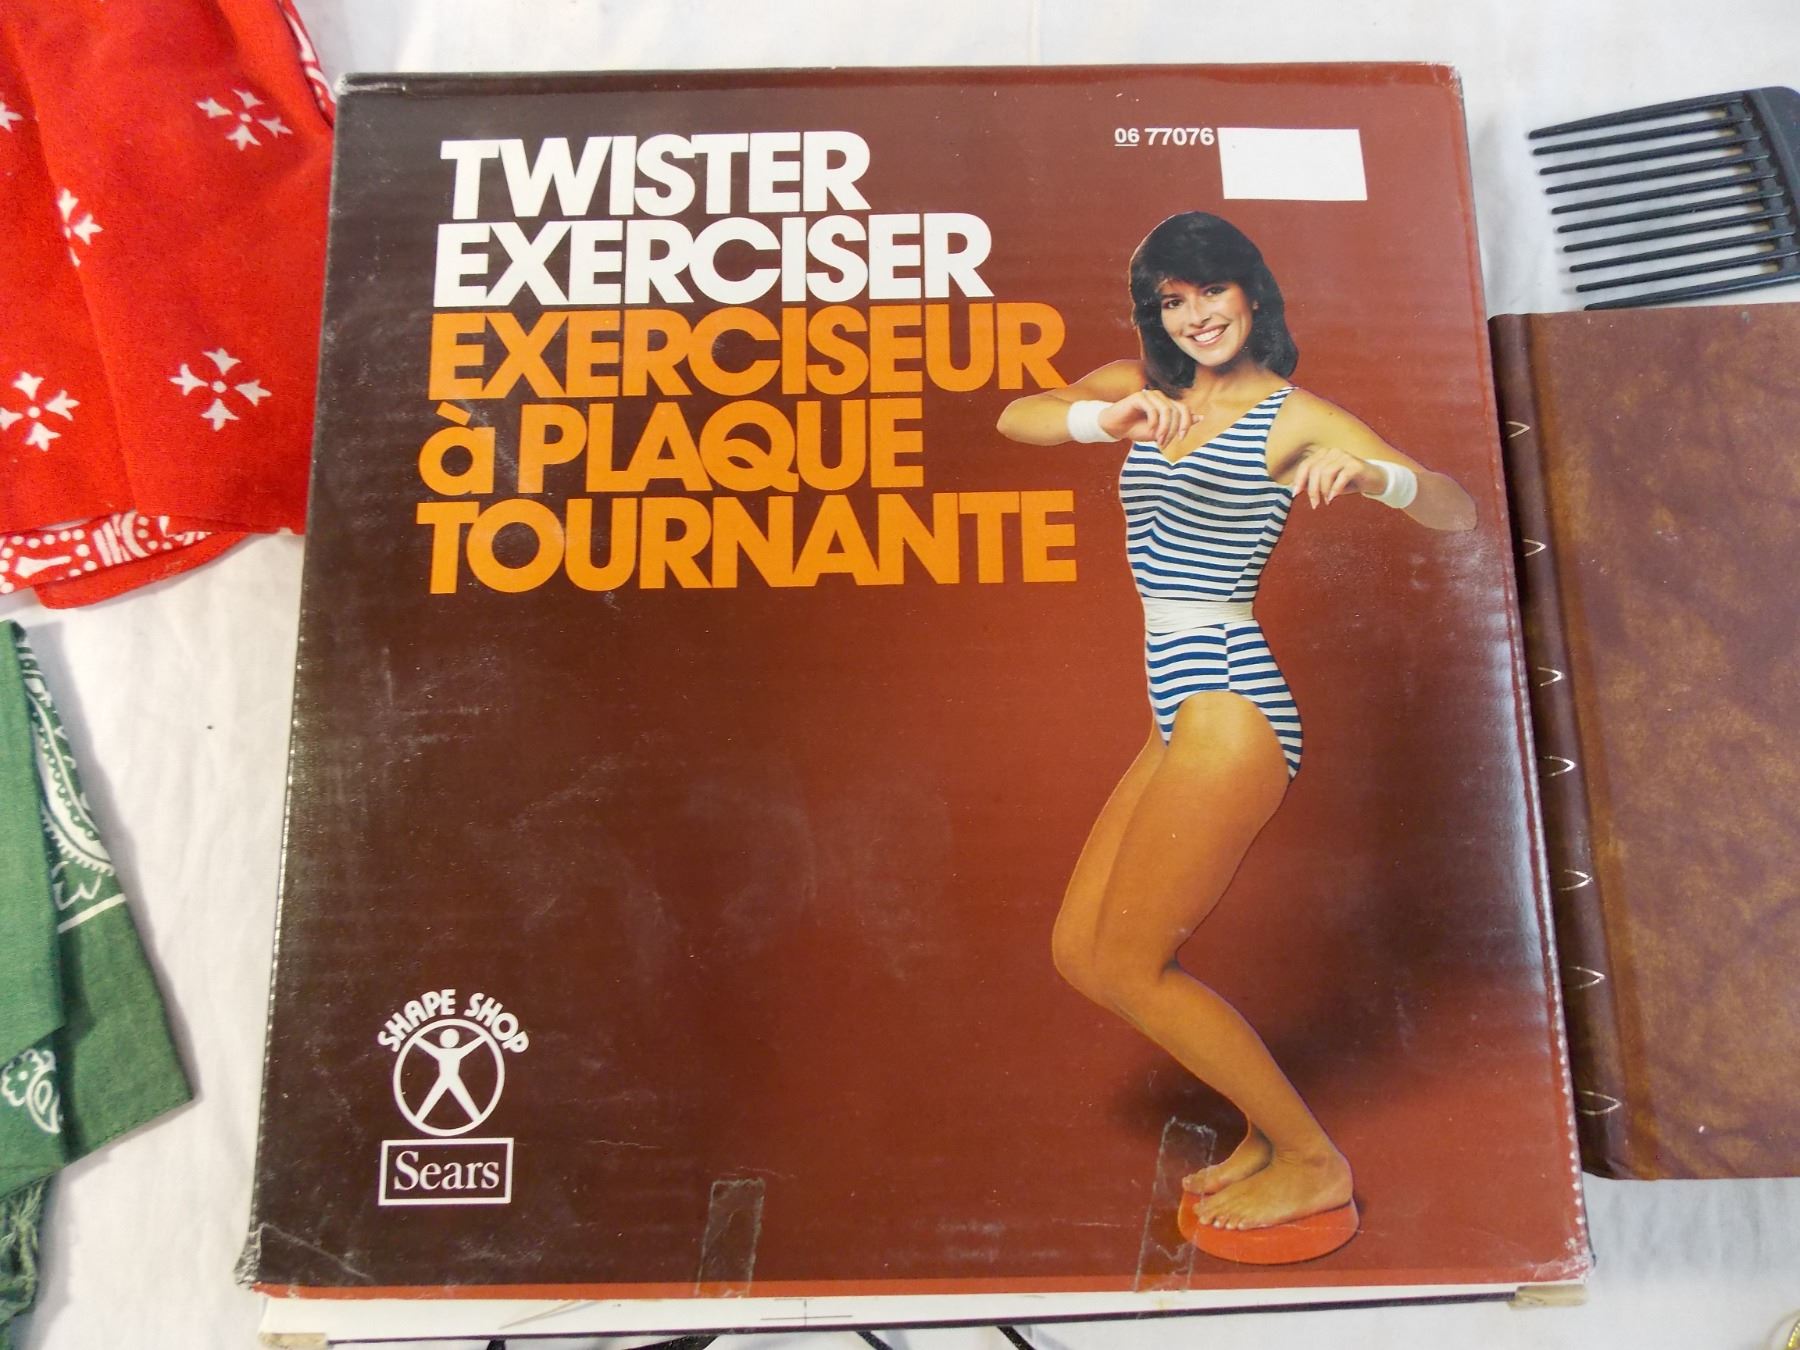 TWISTER
EXERCISER
EXERCISEUR
à PLAQUE
TOURNANTE
06 77076
SHAPE SHOP
Sears